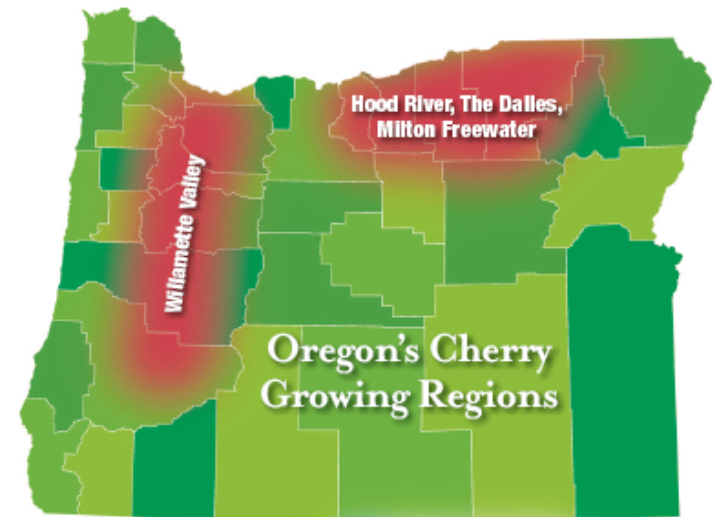 Hood River, The Dalles,
Milton Freewater
Willamette Valley
Oregon's Cherry
Growing Regions